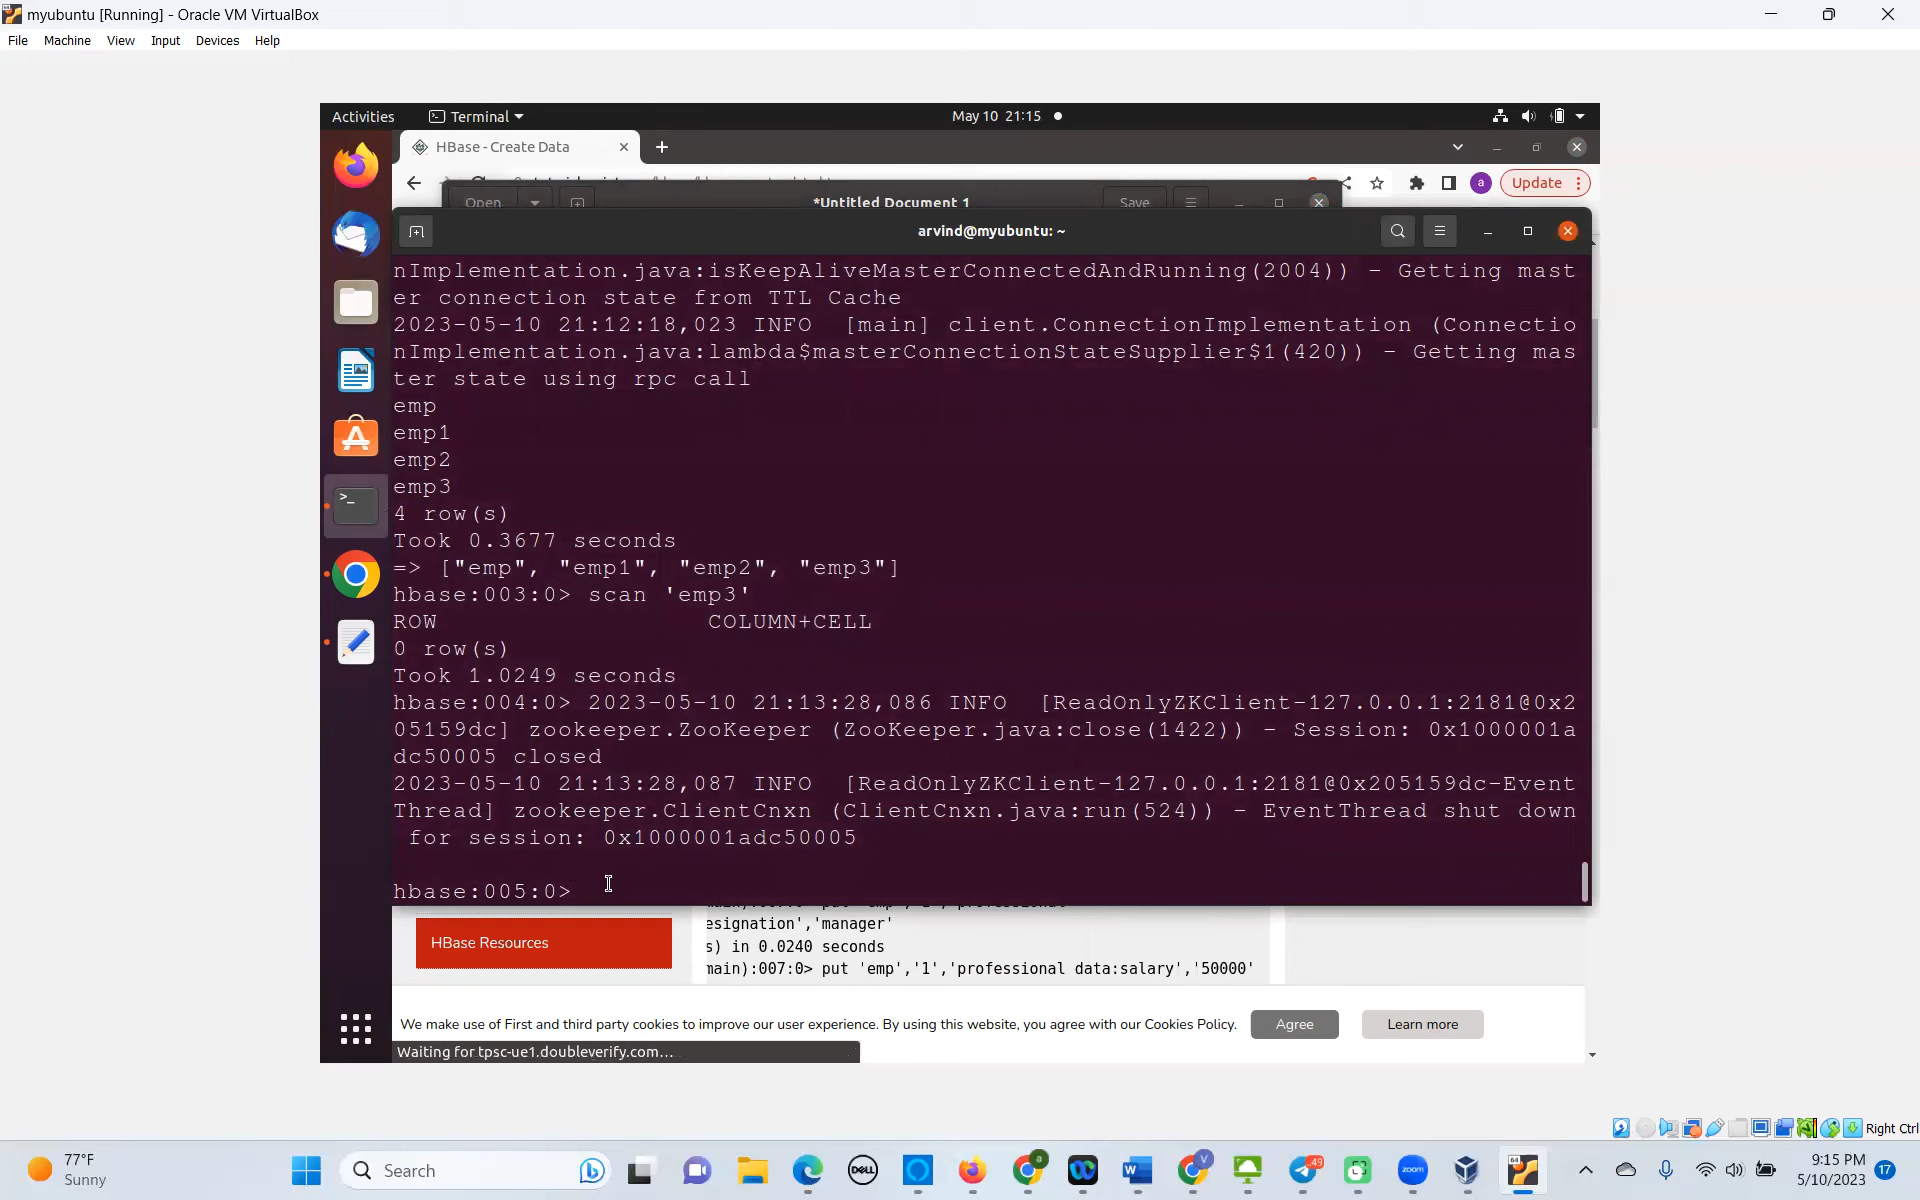 myubuntu [Running] - Oracle VM VirtualBox
File Machine View Input Devices Help
Activities Terminal May 10 21:15
HBase - Create Data
a Update
Open *Untitled Document 1 Save
arvind@myubuntu: ~
nImplementation.java:isKeepAliveMasterConnectedAndRunning(2004)) - Getting mast
er connection state from TTL Cache
2023-05-10 21:12:18,023 INFO [main] client.ConnectionImplementation (Connectio
nImplementation.java:lambda$masterConnectionStateSupplier$1(420)) - Getting mas
ter state using rpc call
emp
emp1
emp2
emp3
4 row(s)
Took 0.3677 seconds
=> ["emp", "emp1", "emp2", "emp3"]
hbase:003:0> scan 'emp3'
ROW COLUMN+CELL
0 row(s)
Took 1.0249 seconds
hbase:004:0> 2023-05-10 21:13:28,086 INFO [ReadOnlyZKClient-127.0.0.1:2181@0x2
05159dc] zookeeper.ZooKeeper (ZooKeeper.java:close(1422)) - Session: 0x1000001a
dc50005 closed
2023-05-10 21:13:28,087 INFO [ReadOnlyZKClient-127.0.0.1:2181@0x205159dc-Event
Thread] zookeeper.ClientCnxn (ClientCnxn.java:run(524)) - EventThread shut down
for session: 0x1000001adc50005
hbase:005:0>
esignation','manager'
HBase Resources
s) in 0.0240 seconds
main):007:0> put 'emp','1','professional data:salary','50000'
We make use of First and third party cookies to improve our user experience. By using this website, you agree with our Cookies Policy. Agree Learn more
Waiting for tpsc-ue1.doubleverify.com...
Right Ctrl
77°F
Sunny
Search
DELL
V
49
zoom
64
9:15 PM
5/10/2023
17